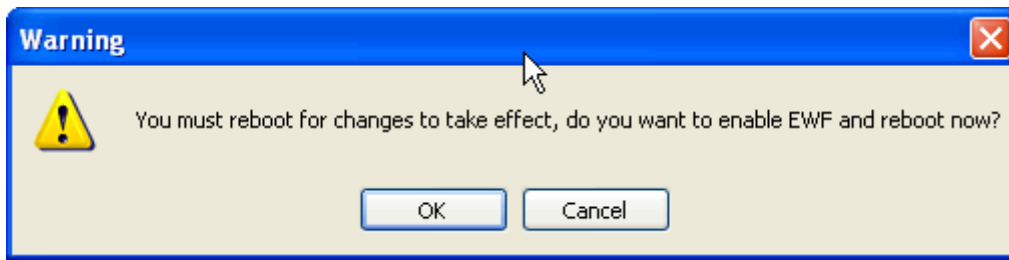 Warning
You must reboot for changes to take effect, do you want to enable EWF and reboot now?
OK
Cancel